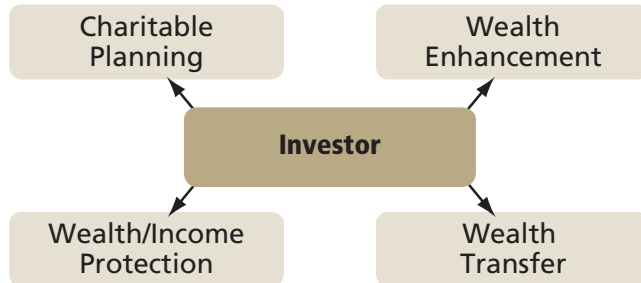 Charitable
Planning
Wealth
Enhancement
Investor
Wealth/Income
Protection
Wealth
Transfer